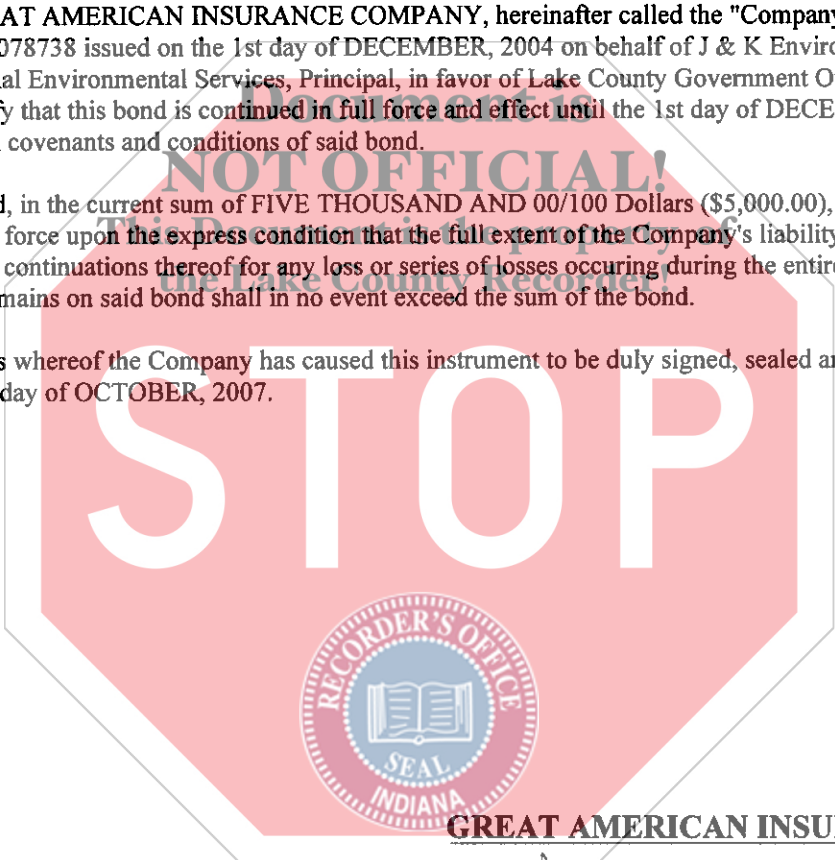 AT AMERICAN INSURANCE COMPANY, hereinafter called the "Company
078738 issued on the 1st day of DECEMBER, 2004 on behalf of J & K Enviro
al Environmental Services, Principal, in favor of Lake County Government O
y that this bond is continued in full force and effect until the 1st day of DECE
covenants and conditions of said bond.
Document is
NOT OFFICIAL!
This Document is the property of
the Lake County Recorder!
d, in the current sum of FIVE THOUSAND AND 00/100 Dollars ($5,000.00),
force upon the express condition that the full extent of the Company's liability
continuations thereof for any loss or series of losses occuring during the entire
mains on said bond shall in no event exceed the sum of the bond.
s whereof the Company has caused this instrument to be duly signed, sealed a
day of OCTOBER, 2007.
STOP
RECORDER'S OFFICE
SEAL
INDIANA
GREAT AMERICAN INSU